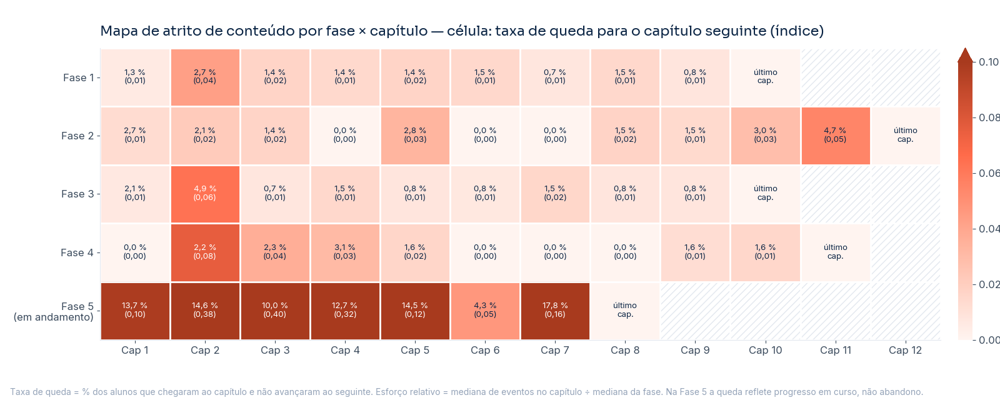 Mapa de atrito de conteúdo por fase × capítulo — célula: taxa de queda para o capítulo seguinte (índice)
Fase 1
1,3 % 2,7 % 1,4 % 1,4 % 1,4 % 1,5 % 0,7 % 1,5 % 0,8 % último
(0,01) (0,04) (0,02) (0,01) (0,02) (0,01) (0,01) (0,01) (0,01) cap.
Fase 2
2,7 % 2,1 % 1,4 % 0,0 % 2,8 % 0,0 % 0,0 % 1,5 % 1,5 % 3,0 % 4,7 % último
(0,01) (0,02) (0,02) (0,00) (0,03) (0,00) (0,00) (0,02) (0,01) (0,03) (0,05) cap.
Fase 3
2,1 % 4,9 % 0,7 % 1,5 % 0,8 % 0,8 % 1,5 % 0,8 % 0,8 % último
(0,01) (0,06) (0,01) (0,01) (0,01) (0,01) (0,02) (0,01) (0,01) cap.
Fase 4
0,0 % 2,2 % 2,3 % 3,1 % 1,6 % 0,0 % 0,0 % 0,0 % 1,6 % 1,6 % último
(0,00) (0,08) (0,04) (0,03) (0,02) (0,00) (0,00) (0,00) (0,01) (0,01) cap.
Fase 5
(em andamento)
13,7 % 14,6 % 10,0 % 12,7 % 14,5 % 4,3 % 17,8 % último
(0,10) (0,38) (0,40) (0,32) (0,12) (0,05) (0,16) cap.
Cap 1 Cap 2 Cap 3 Cap 4 Cap 5 Cap 6 Cap 7 Cap 8 Cap 9 Cap 10 Cap 11 Cap 12
0.10
0.08
0.06
0.04
0.02
0.00
Taxa de queda = % dos alunos que chegaram ao capítulo e não avançaram ao seguinte. Esforço relativo = mediana de eventos no capítulo ÷ mediana da fase. Na Fase 5 a queda reflete progresso em curso, não abandono.